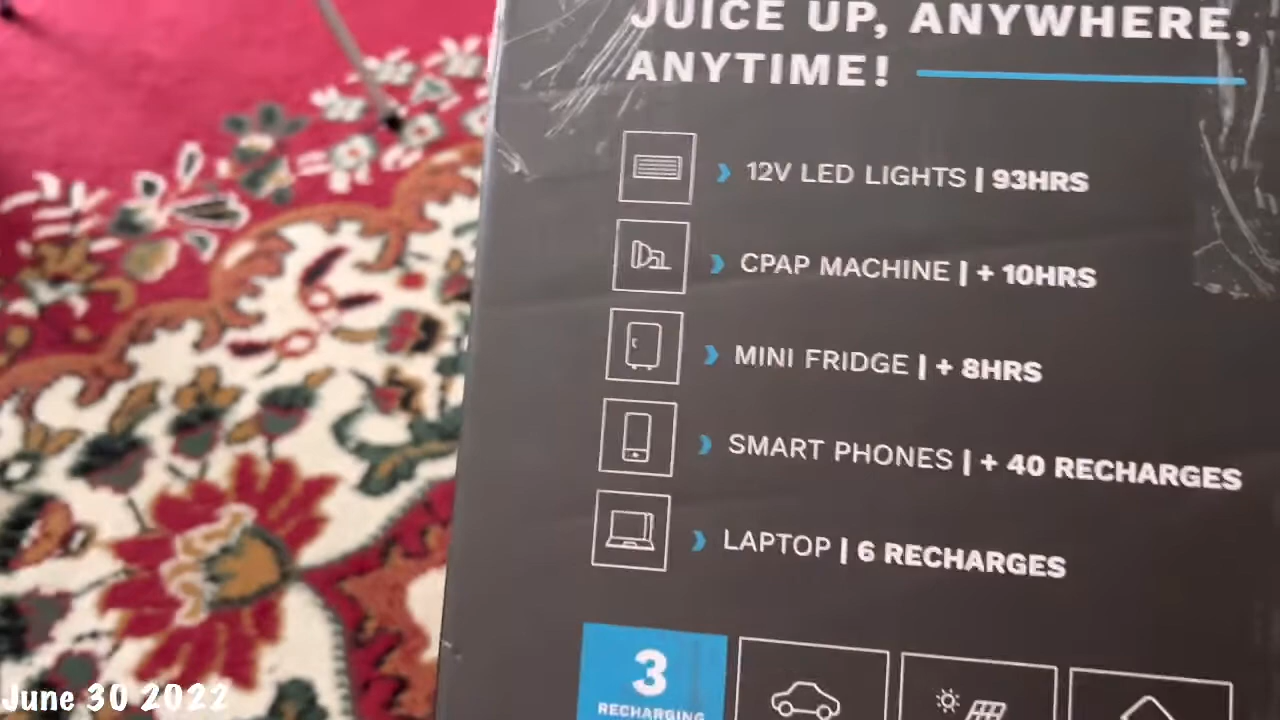 JUICE UP, ANYWHERE,
ANYTIME!
12V LED LIGHTS | 93HRS
CPAP MACHINE | + 10HRS
MINI FRIDGE | + 8HRS
SMART PHONES | + 40 RECHARGES
LAPTOP | 6 RECHARGES
3
RECHARGING
June 30 2022